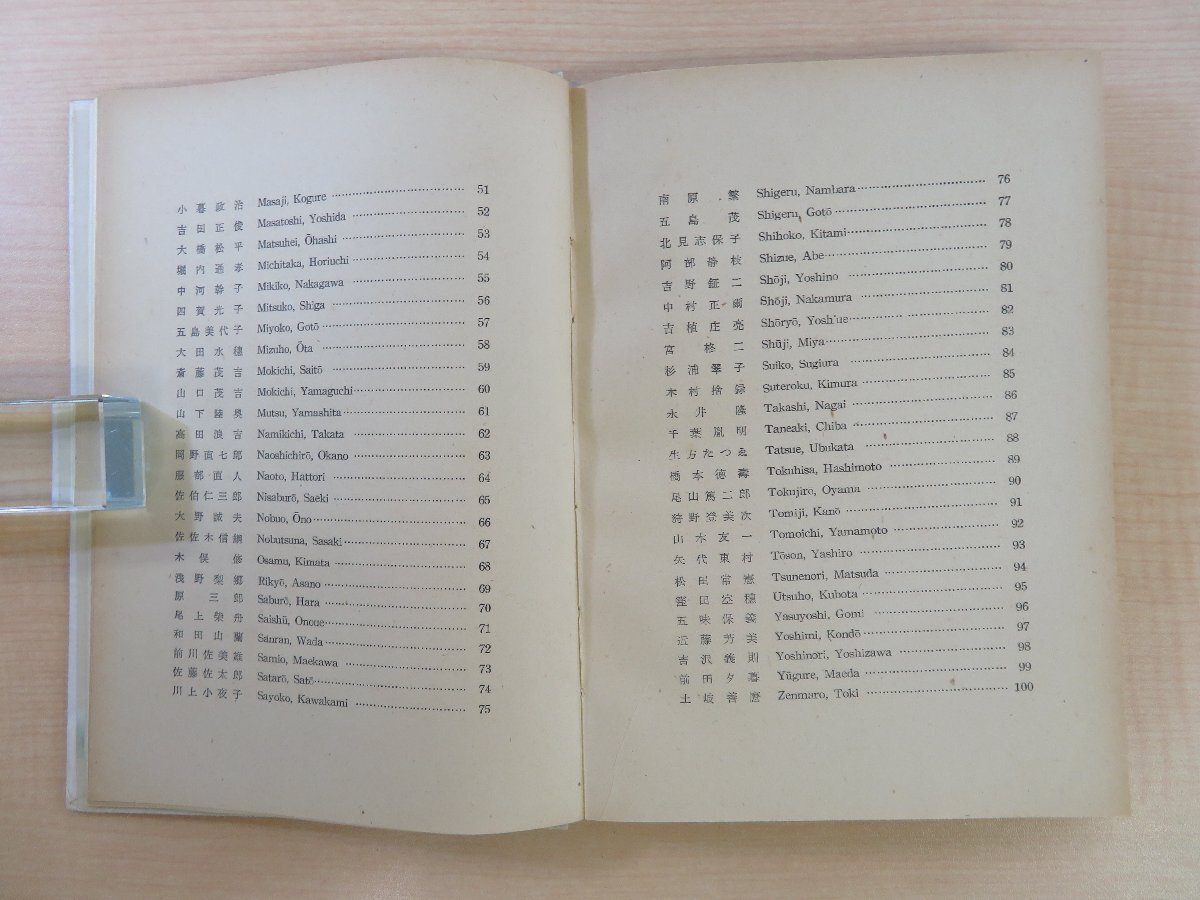 小暮政治 Masaji, Kogure 51
吉田正俊 Masatoshi, Yoshida 52
大橋松平 Matsuhei, Ōhashi 53
堀内通孝 Michitaka, Horiuchi 54
中河幹子 Mikiko, Nakagawa 55
四賀光子 Mitsuko, Shiga 56
五島美代子 Miyoko, Gotō 57
太田水穗 Mizuho, Ōta 58
斎藤茂吉 Mokichi, Saitō 59
山口茂吉 Mokichi, Yamaguchi 60
山下陸奥 Mutsu, Yamashita 61
高田浪吉 Namikichi, Takata 62
岡野直七郎 Naoshichirō, Okano 63
服部直人 Naoto, Hattori 64
佐伯仁三郎 Nisaburō, Saeki 65
大野誠夫 Nobuo, Ōno 66
佐佐木信綱 Nobutsuna, Sasaki 67
木俣修 Osamu, Kimata 68
浅野梨郷 Rikyō, Asano 69
原三郎 Saburō, Hara 70
尾上柴舟 Saishū, Onoue 71
和田山蘭 Sanran, Wada 72
前川佐美雄 Samio, Maekawa 73
佐藤佐太郎 Satarō, Satō 74
川上小夜子 Sayoko, Kawakami 75
南原繁 Shigeru, Nambara 76
五島茂 Shigeru, Gotō 77
北見志保子 Shihoko, Kitami 78
阿部静枝 Shizue, Abe 79
吉野鉦二 Shōji, Yoshino 80
中村正爾 Shōji, Nakamura 81
吉植庄亮 Shōryō, Yoshiue 82
宮柊二 Shūji, Miya 83
杉浦翠子 Suiko, Sugiura 84
木村捨録 Suteroku, Kimura 85
永井隆 Takashi, Nagai 86
千葉胤明 Taneaki, Chiba 87
生方たつゑ Tatsue, Ubukata 88
橋本徳壽 Tokuhisa, Hashimoto 89
尾山篤二郎 Tokujiro, Oyama 90
狩野登美次 Tomiji, Kanō 91
山本友一 Tomoichi, Yamamoto 92
矢代東村 Tōson, Yashiro 93
松田常憲 Tsunenori, Matsuda 94
窪田空穗 Utsuho, Kubota 95
五味保義 Yasuyoshi, Gomi 96
近藤芳美 Yoshimi, Kondō 97
吉沢義則 Yoshinori, Yoshizawa 98
前田夕暮 Yūgure, Maeda 99
土岐善麿 Zenmaro, Toki 100